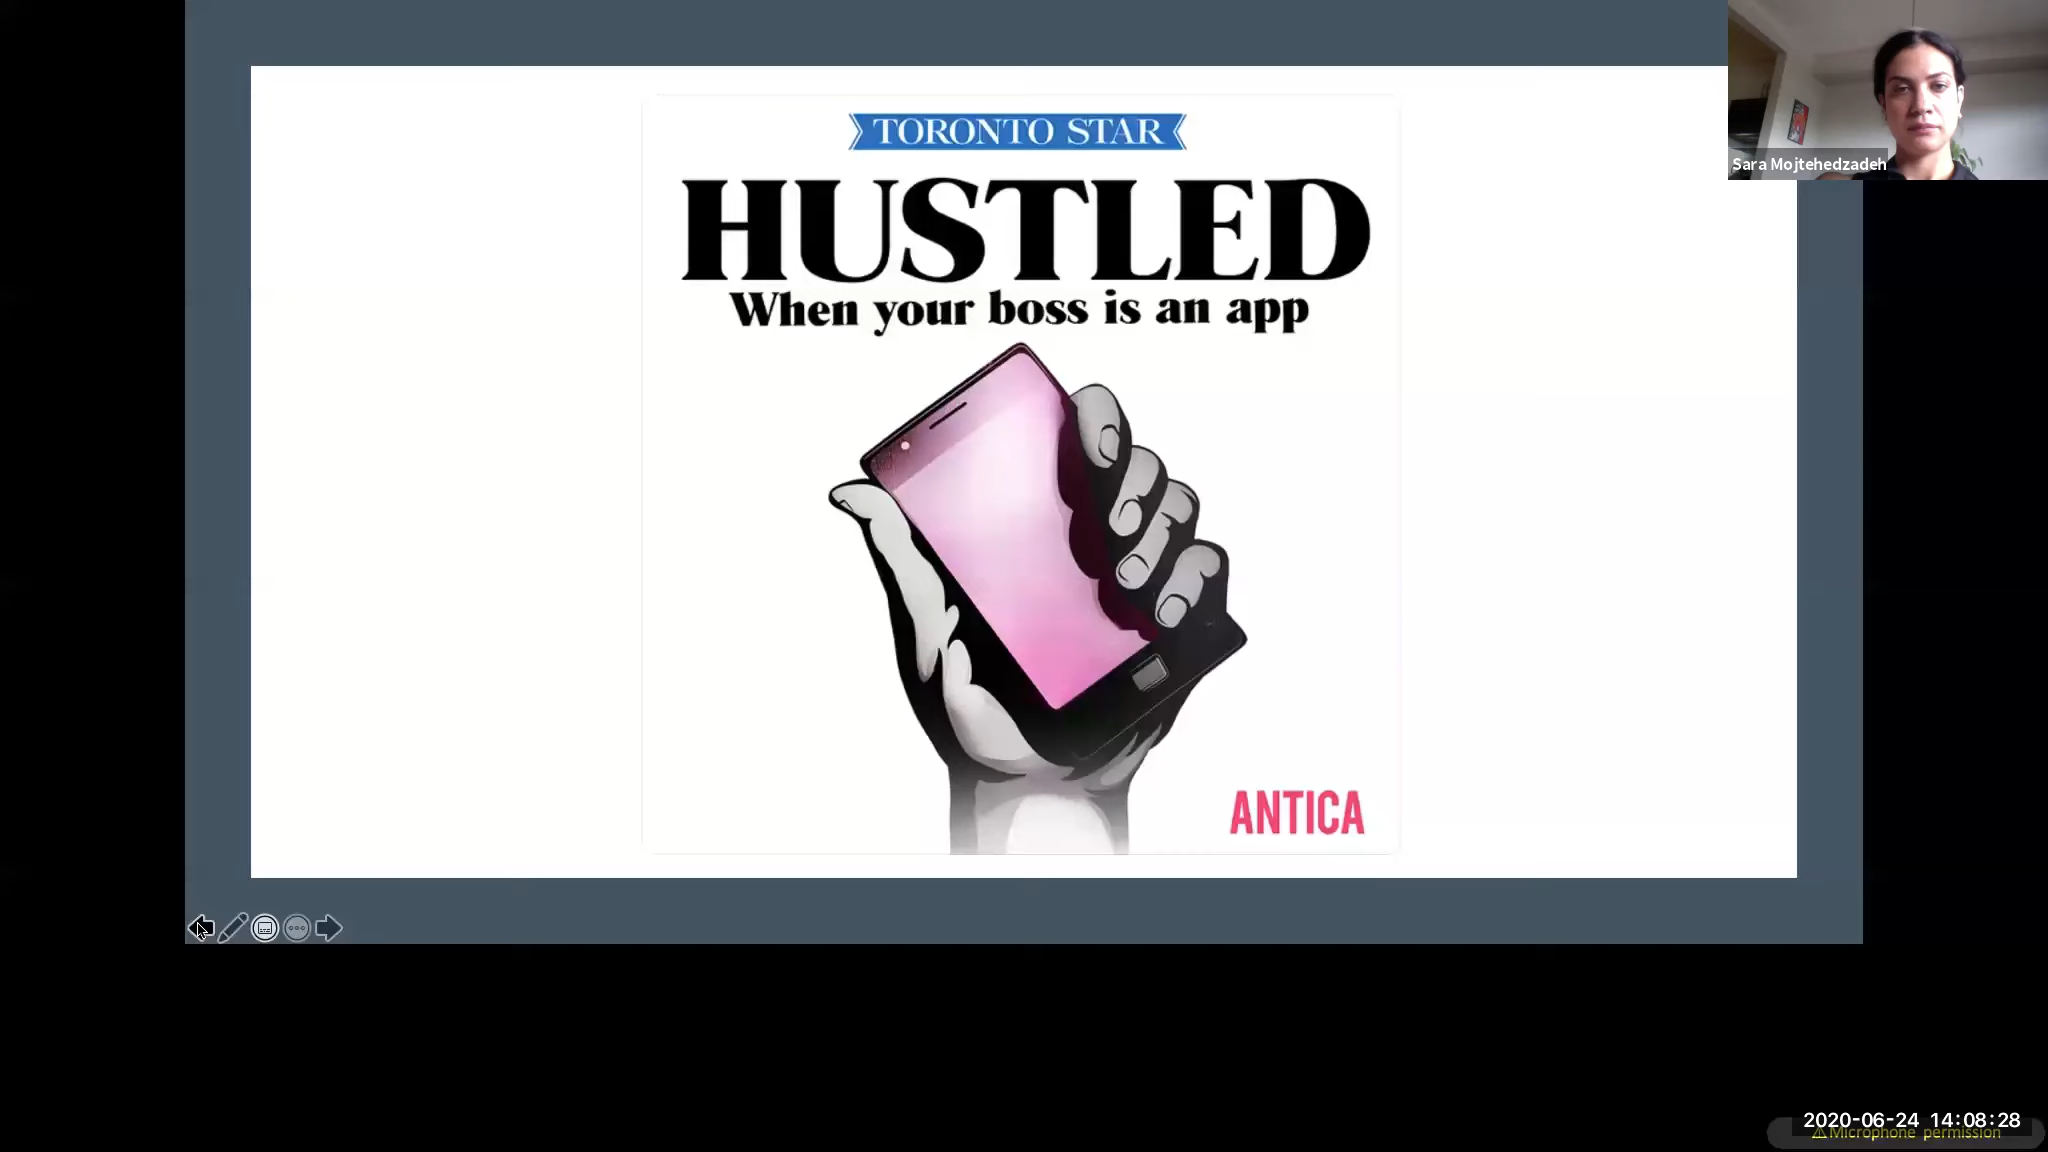 TORONTO STAR
HUSTLED
When your boss is an app
ANTICA
Sara Mojtehedzadeh
2020-06-24 14:08:28
⚠Microphone permission